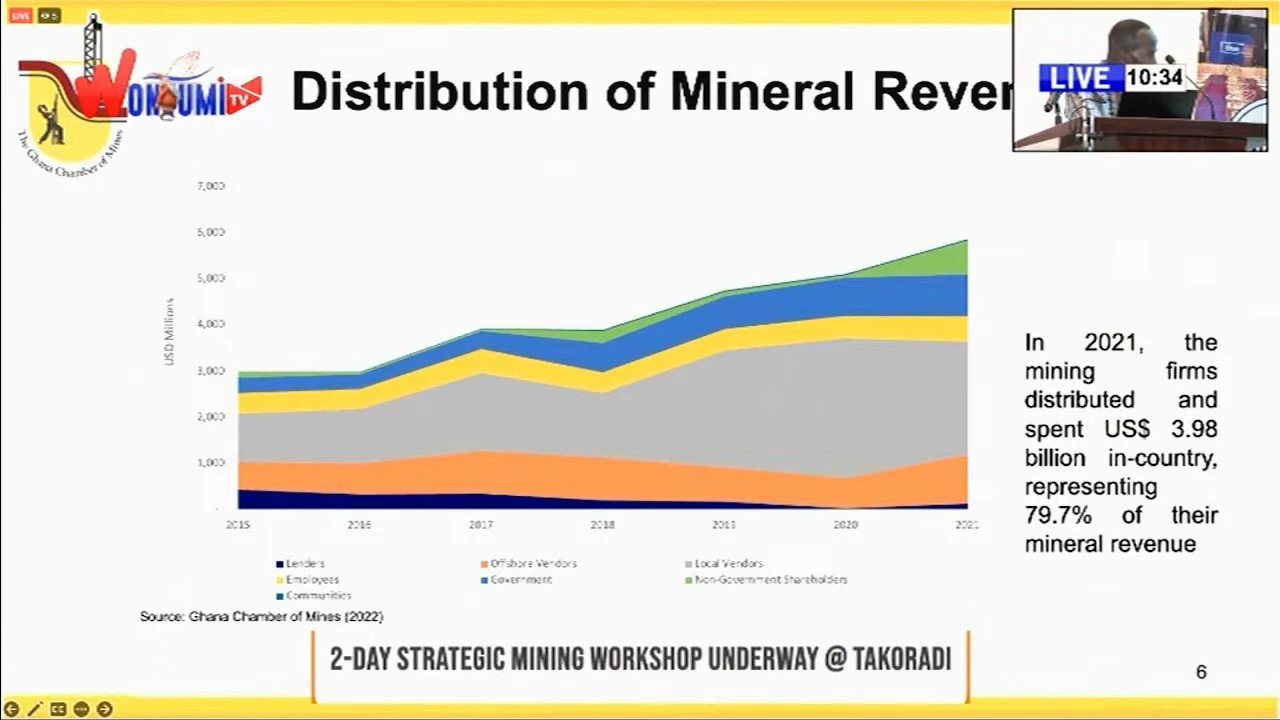 LIVE
5
WONSUMI TV
The Ghana Chamber of Mines
Distribution of Mineral Reven
LIVE 10:34
7,000
6,000
5,000
4,000
3,000
2,000
1,000
-
USD Millions
2015 2016 2017 2018 2019 2020 2021
Lenders Offshore Vendors Local Vendors
Employees Government Non-Government Shareholders
Communities
In 2021, the
mining firms
distributed and
spent US$ 3.98
billion in-country,
representing
79.7% of their
mineral revenue
Source: Ghana Chamber of Mines (2022)
2-DAY STRATEGIC MINING WORKSHOP UNDERWAY @ TAKORADI
6
CC